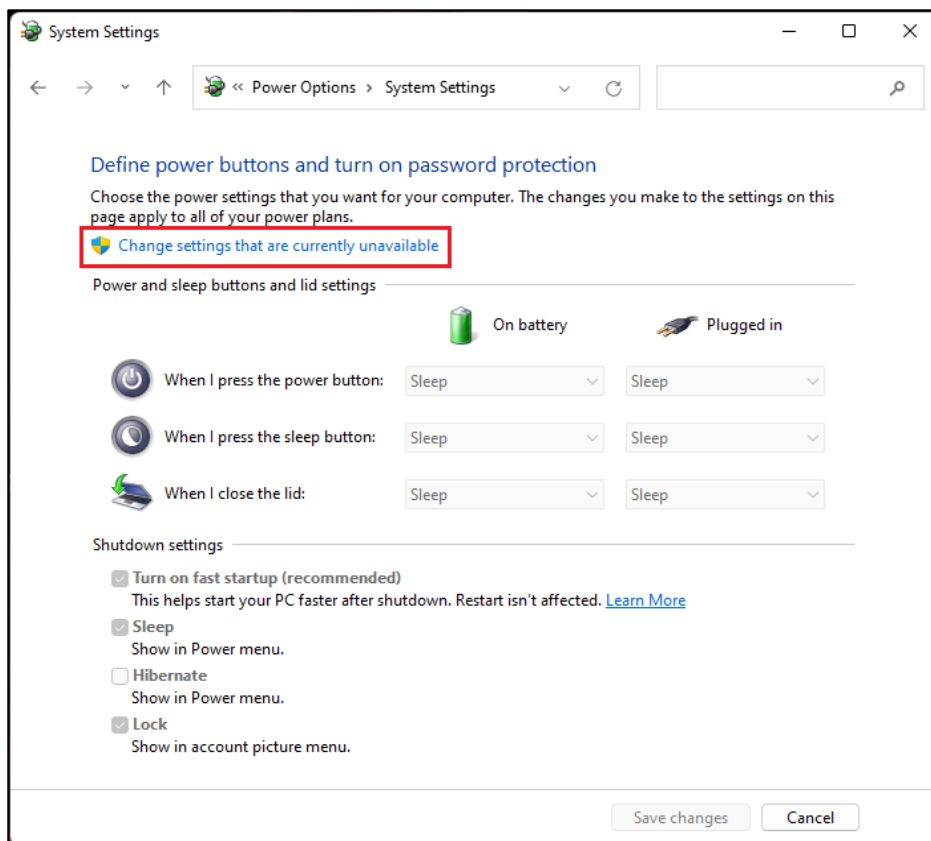 System Settings
« Power Options › System Settings
Define power buttons and turn on password protection
Choose the power settings that you want for your computer. The changes you make to the settings on this
page apply to all of your power plans.
Change settings that are currently unavailable
Power and sleep buttons and lid settings
On battery Plugged in
When I press the power button: Sleep Sleep
When I press the sleep button: Sleep Sleep
When I close the lid: Sleep Sleep
Shutdown settings
Turn on fast startup (recommended)
This helps start your PC faster after shutdown. Restart isn't affected. Learn More
Sleep
Show in Power menu.
Hibernate
Show in Power menu.
Lock
Show in account picture menu.
Save changes Cancel